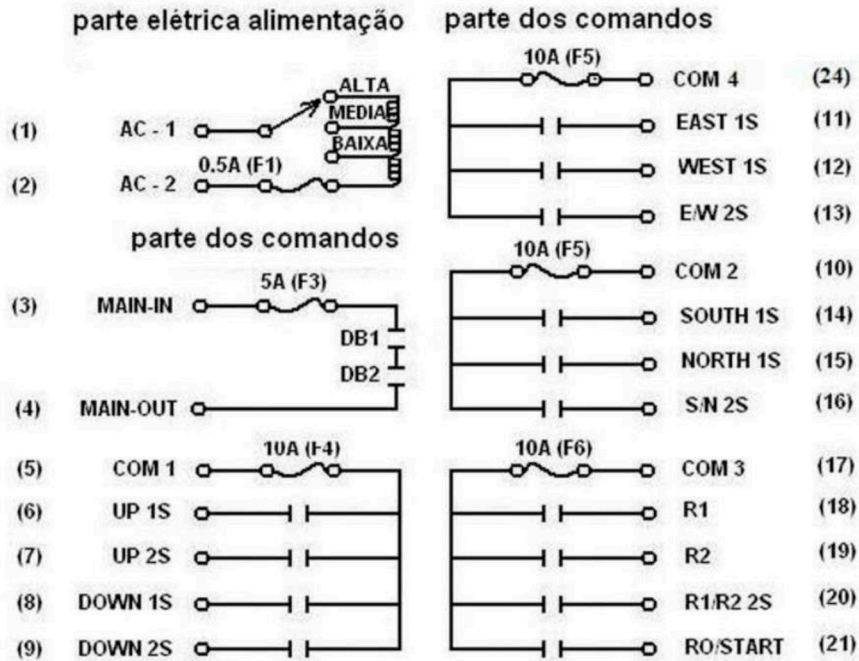 parte elétrica alimentação
ALTA
(1) AC - 1 MEDIA
BAIXA
0.5A (F1)
(2) AC - 2
parte dos comandos
5A (F3)
(3) MAIN-IN
DB1
DB2
(4) MAIN-OUT
10A (F4)
(5) COM 1
(6) UP 1S
(7) UP 2S
(8) DOWN 1S
(9) DOWN 2S
parte dos comandos
10A (F5)
COM 4 (24)
EAST 1S (11)
WEST 1S (12)
E/W 2S (13)
10A (F5)
COM 2 (10)
SOUTH 1S (14)
NORTH 1S (15)
S/N 2S (16)
10A (F6)
COM 3 (17)
R1 (18)
R2 (19)
R1/R2 2S (20)
RO/START (21)